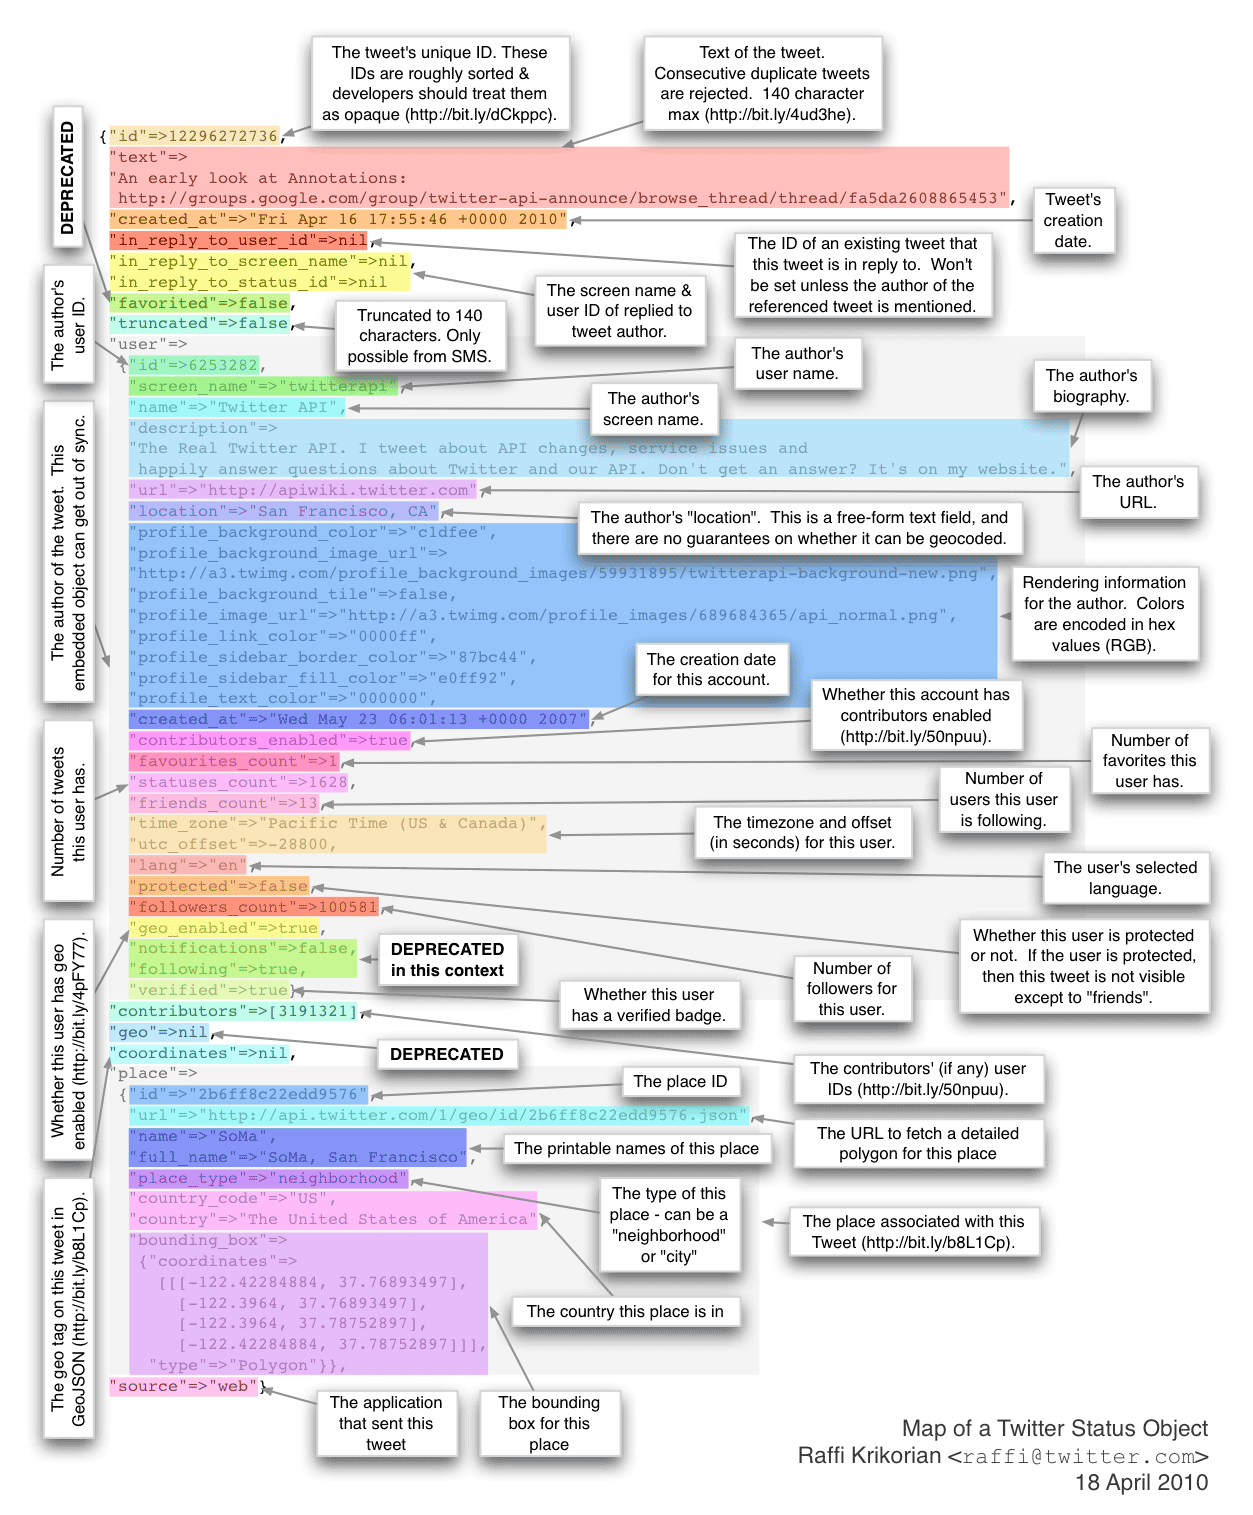 The tweet's unique ID. These
IDs are roughly sorted &
developers should treat them
as opaque (http://bit.ly/dCkppc).
Text of the tweet.
Consecutive duplicate tweets
are rejected. 140 character
max (http://bit.ly/4ud3he).
DEPRECATED
{"id"=>12296272736,
"text"=>
"An early look at Annotations:
http://groups.google.com/group/twitter-api-announce/browse_thread/thread/fa5da2608865453",
"created_at"=>"Fri Apr 16 17:55:46 +0000 2010",
Tweet's
creation
date.
"in_reply_to_user_id"=>nil,
"in_reply_to_screen_name"=>nil,
"in_reply_to_status_id"=>nil
The ID of an existing tweet that
this tweet is in reply to. Won't
be set unless the author of the
referenced tweet is mentioned.
The screen name &
user ID of replied to
tweet author.
"favorited"=>false,
"truncated"=>false,
Truncated to 140
characters. Only
possible from SMS.
The author's
user ID.
"user"=>
{"id"=>6253282,
"screen_name"=>"twitterapi",
The author's
user name.
"name"=>"Twitter API",
The author's
screen name.
The author's
biography.
"description"=>
"The Real Twitter API. I tweet about API changes, service issues and
happily answer questions about Twitter and our API. Don't get an answer? It's on my website.",
"url"=>"http://apiwiki.twitter.com",
The author's
URL.
"location"=>"San Francisco, CA",
The author's "location". This is a free-form text field, and
there are no guarantees on whether it can be geocoded.
The author of the tweet. This
embedded object can get out of sync.
"profile_background_color"=>"c1dfee",
"profile_background_image_url"=>
"http://a3.twimg.com/profile_background_images/59931895/twitterapi-background-new.png",
"profile_background_tile"=>false,
"profile_image_url"=>"http://a3.twimg.com/profile_images/689684365/api_normal.png",
"profile_link_color"=>"0000ff",
"profile_sidebar_border_color"=>"87bc44",
"profile_sidebar_fill_color"=>"e0ff92",
"profile_text_color"=>"000000",
Rendering information
for the author. Colors
are encoded in hex
values (RGB).
The creation date
for this account.
"created_at"=>"Wed May 23 06:01:13 +0000 2007",
"contributors_enabled"=>true,
Whether this account has
contributors enabled
(http://bit.ly/50npuu).
"favourites_count"=>1,
Number of
favorites this
user has.
"statuses_count"=>1628,
Number of tweets
this user has.
"friends_count"=>13,
Number of
users this user
is following.
"time_zone"=>"Pacific Time (US & Canada)",
"utc_offset"=>-28800,
The timezone and offset
(in seconds) for this user.
"lang"=>"en",
The user's selected
language.
"protected"=>false,
Whether this user is protected
or not. If the user is protected,
then this tweet is not visible
except to "friends".
"followers_count"=>100581,
Number of
followers for
this user.
"geo_enabled"=>true,
Whether this user has geo
enabled (http://bit.ly/4pFY77).
"notifications"=>false,
"following"=>true,
DEPRECATED
in this context
"verified"=>true},
Whether this user
has a verified badge.
"contributors"=>[3191321],
The contributors' (if any) user
IDs (http://bit.ly/50npuu).
"geo"=>nil,
DEPRECATED
"coordinates"=>nil,
The geo tag on this tweet in
GeoJSON (http://bit.ly/b8L1Cp).
"place"=>
{"id"=>"2b6ff8c22edd9576",
The place ID
"url"=>"http://api.twitter.com/1/geo/id/2b6ff8c22edd9576.json",
The URL to fetch a detailed
polygon for this place
"name"=>"SoMa",
"full_name"=>"SoMa, San Francisco",
The printable names of this place
"place_type"=>"neighborhood",
The type of this
place - can be a
"neighborhood"
or "city"
The place associated with this
Tweet (http://bit.ly/b8L1Cp).
"country_code"=>"US",
"country"=>"The United States of America",
The country this place is in
"bounding_box"=>
{"coordinates"=>
[[[-122.42284884, 37.76893497],
[-122.3964, 37.76893497],
[-122.3964, 37.78752897],
[-122.42284884, 37.78752897]]],
"type"=>"Polygon"}},
The bounding
box for this
place
"source"=>"web"}
The application
that sent this
tweet
Map of a Twitter Status Object
Raffi Krikorian <raffi@twitter.com>
18 April 2010